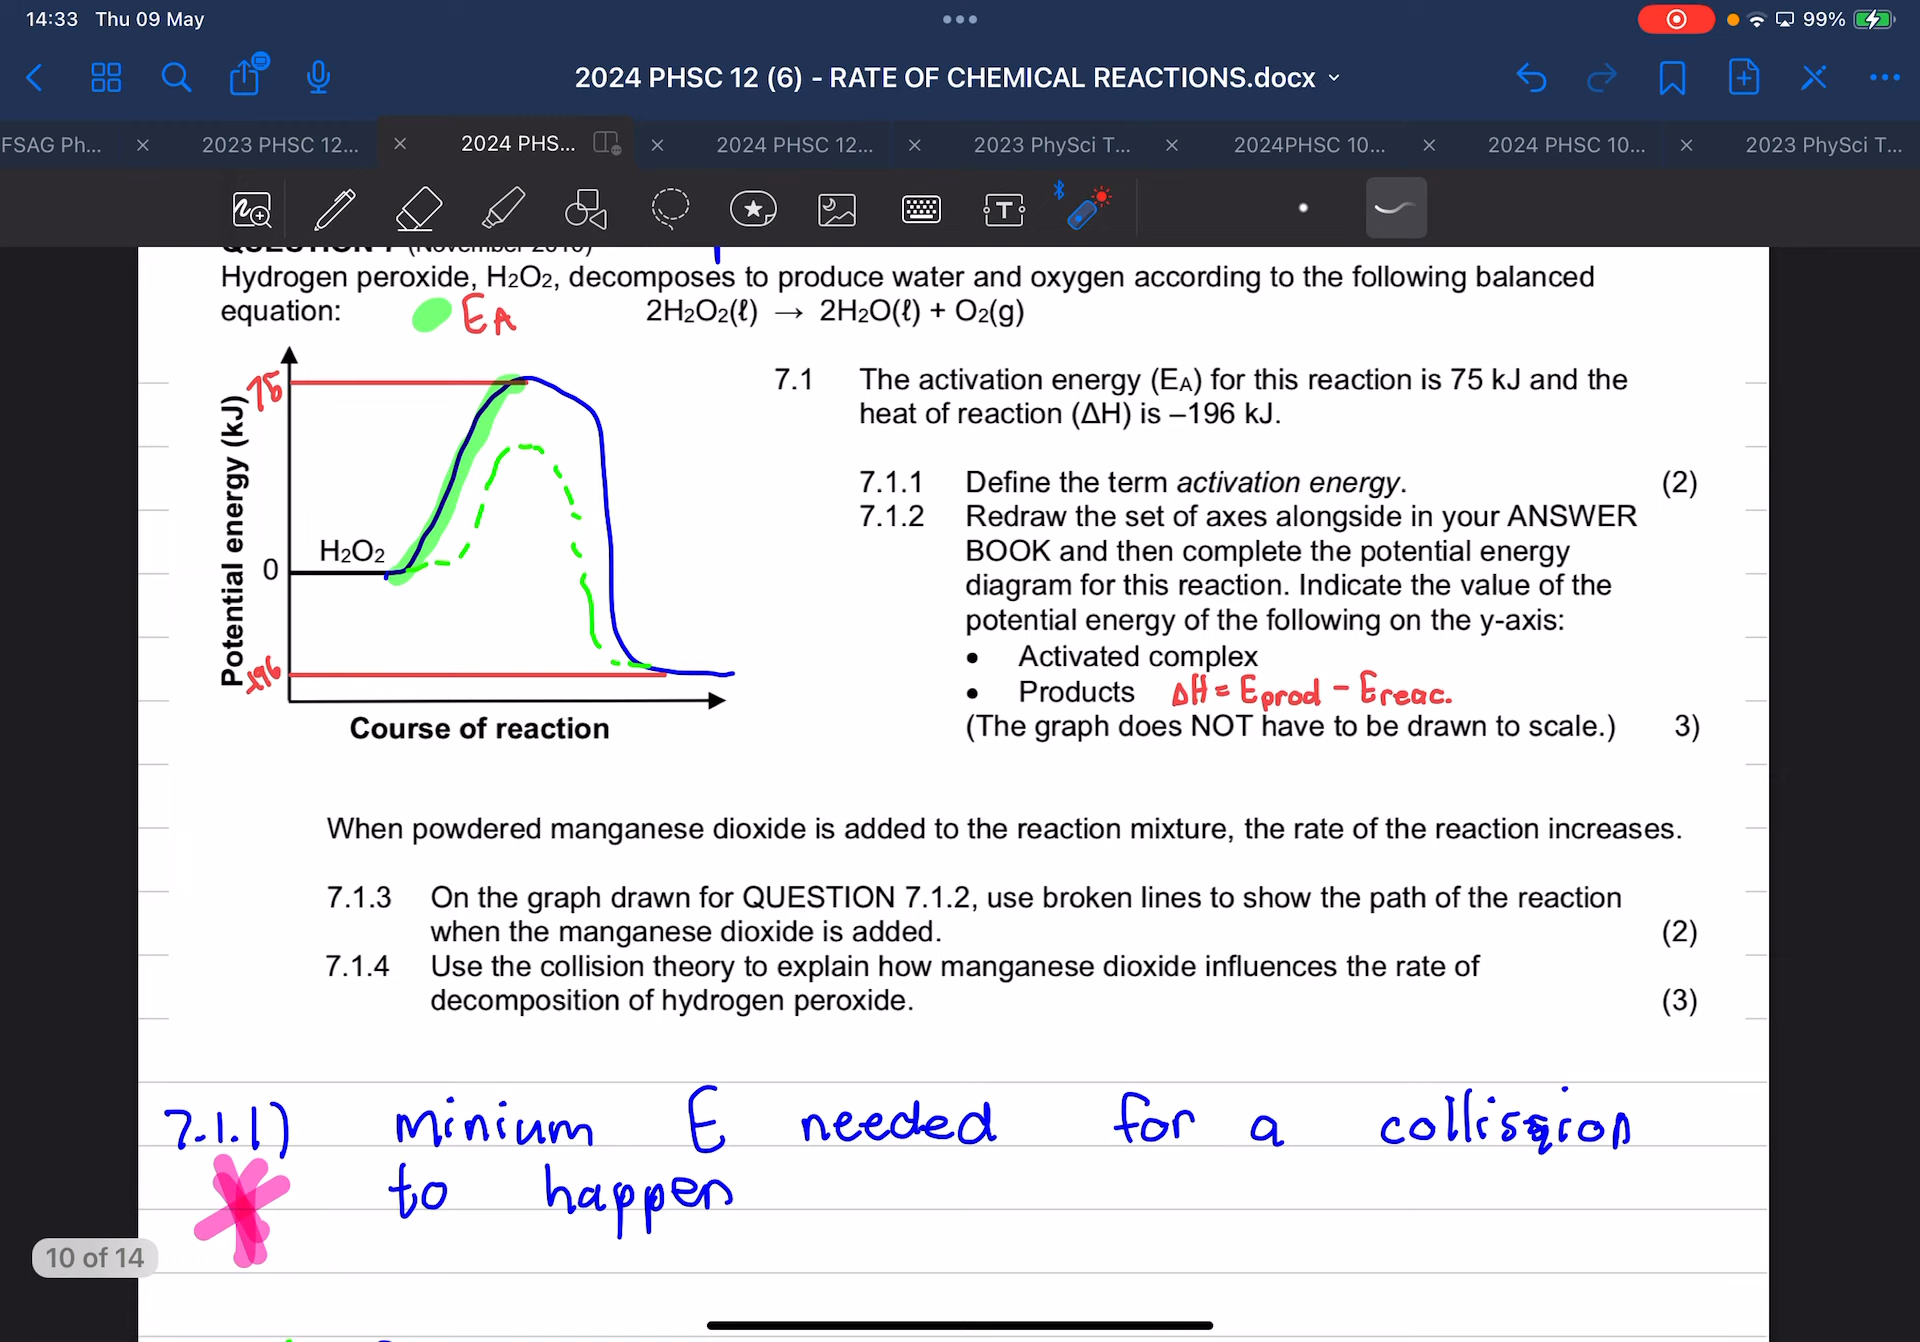 14:33 Thu 09 May
99%
2024 PHSC 12 (6) - RATE OF CHEMICAL REACTIONS.docx
FSAG Ph... 2023 PHSC 12... 2024 PHS... 2024 PHSC 12... 2023 PhySci T... 2024PHSC 10... 2024 PHSC 10... 2023 PhySci T...
Hydrogen peroxide, H2O2, decomposes to produce water and oxygen according to the following balanced
equation: EA 2H2O2(ℓ) → 2H2O(ℓ) + O2(g)
Potential energy (kJ)
75
H2O2
0
Course of reaction
7.1 The activation energy (EA) for this reaction is 75 kJ and the
heat of reaction (ΔH) is –196 kJ.
7.1.1 Define the term activation energy. (2)
7.1.2 Redraw the set of axes alongside in your ANSWER
BOOK and then complete the potential energy
diagram for this reaction. Indicate the value of the
potential energy of the following on the y-axis:
• Activated complex
• Products ΔH = Eprod - Ereac.
(The graph does NOT have to be drawn to scale.) 3)
When powdered manganese dioxide is added to the reaction mixture, the rate of the reaction increases.
7.1.3 On the graph drawn for QUESTION 7.1.2, use broken lines to show the path of the reaction
when the manganese dioxide is added. (2)
7.1.4 Use the collision theory to explain how manganese dioxide influences the rate of
decomposition of hydrogen peroxide. (3)
7.1.1) minium E needed for a collision
to happen
10 of 14